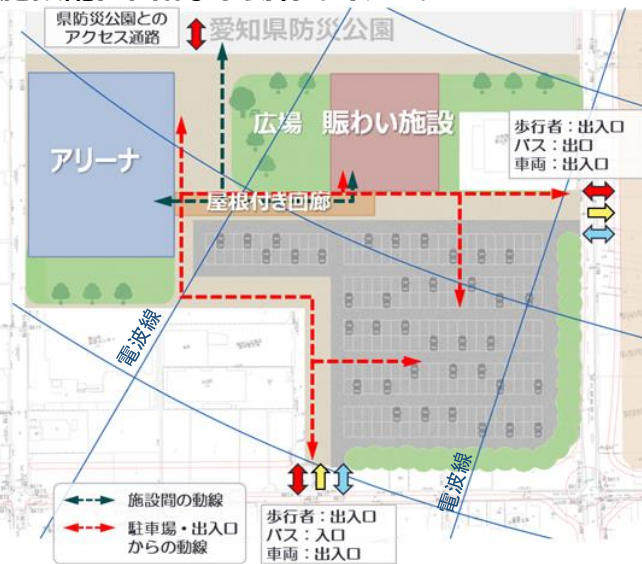 県防災公園との
アクセス通路
愛知県防災公園
広場
賑わい施設
アリーナ
歩行者：出入口
バス：出口
車両：出入口
屋根付き回廊
電波線
電波線
施設間の動線
駐車場・出入口
からの動線
歩行者：出入口
バス：入口
車両：出入口